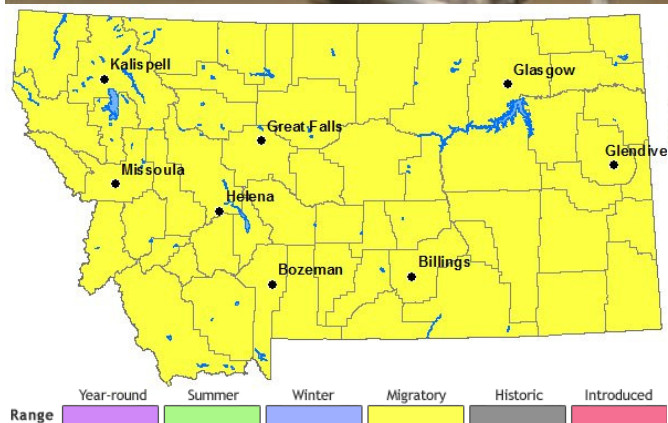 Kalispell
Glasgow
Great Falls
Glendive
Missoula
Helena
Bozeman
Billings
Year-round Summer Winter Migratory Historic Introduced
Range